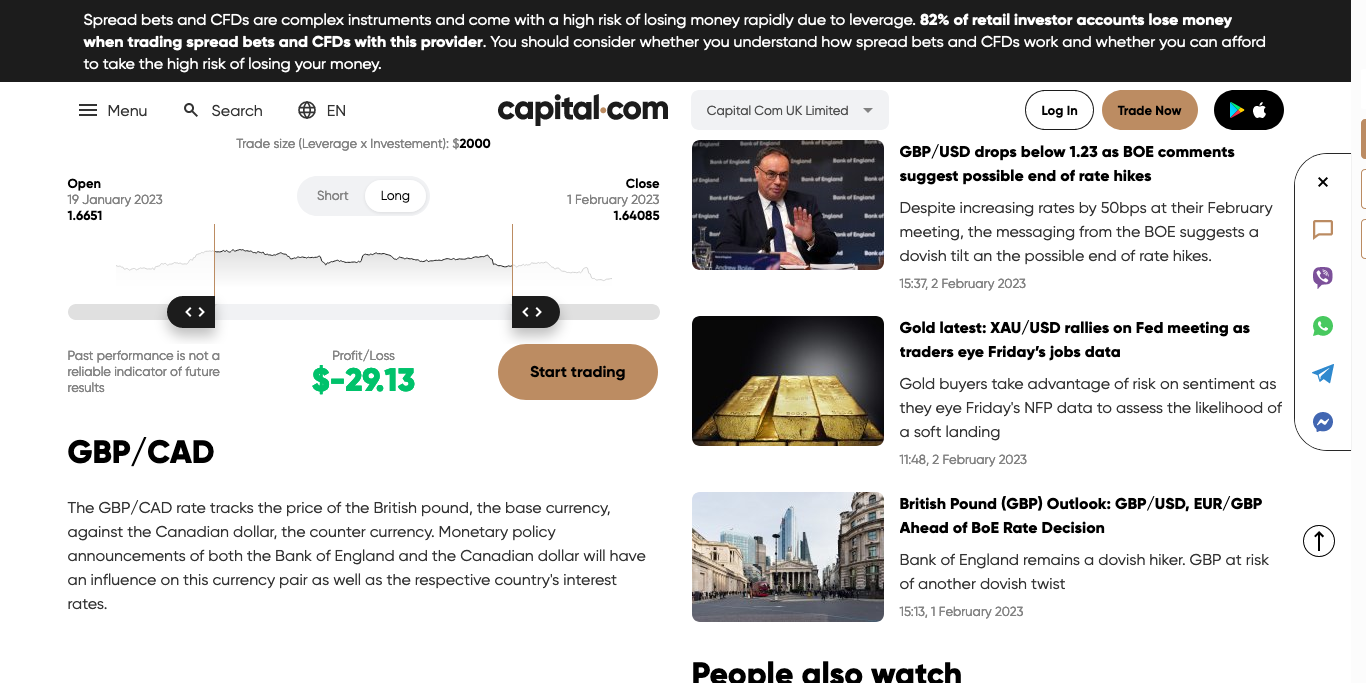 Spread bets and CFDs are complex instruments and come with a high risk of losing money rapidly due to leverage. 82% of retail investor accounts lose money
when trading spread bets and CFDs with this provider. You should consider whether you understand how spread bets and CFDs work and whether you can afford
to take the high risk of losing your money.
Menu
Search
EN
capital.com
Capital Com UK Limited
Log In
Trade Now
Trade size (Leverage x Investement): $2000
Open
19 January 2023
1.6651
Short
Long
Close
1 February 2023
1.64085
Past performance is not a
reliable indicator of future
results
Profit/Loss
$-29.13
Start trading
GBP/CAD
The GBP/CAD rate tracks the price of the British pound, the base currency,
against the Canadian dollar, the counter currency. Monetary policy
announcements of both the Bank of England and the Canadian dollar will have
an influence on this currency pair as well as the respective country's interest
rates.
GBP/USD drops below 1.23 as BOE comments
suggest possible end of rate hikes
Despite increasing rates by 50bps at their February
meeting, the messaging from the BOE suggests a
dovish tilt an the possible end of rate hikes.
15:37, 2 February 2023
Gold latest: XAU/USD rallies on Fed meeting as
traders eye Friday’s jobs data
Gold buyers take advantage of risk on sentiment as
they eye Friday's NFP data to assess the likelihood of
a soft landing
11:48, 2 February 2023
British Pound (GBP) Outlook: GBP/USD, EUR/GBP
Ahead of BoE Rate Decision
Bank of England remains a dovish hiker. GBP at risk
of another dovish twist
15:13, 1 February 2023
People also watch